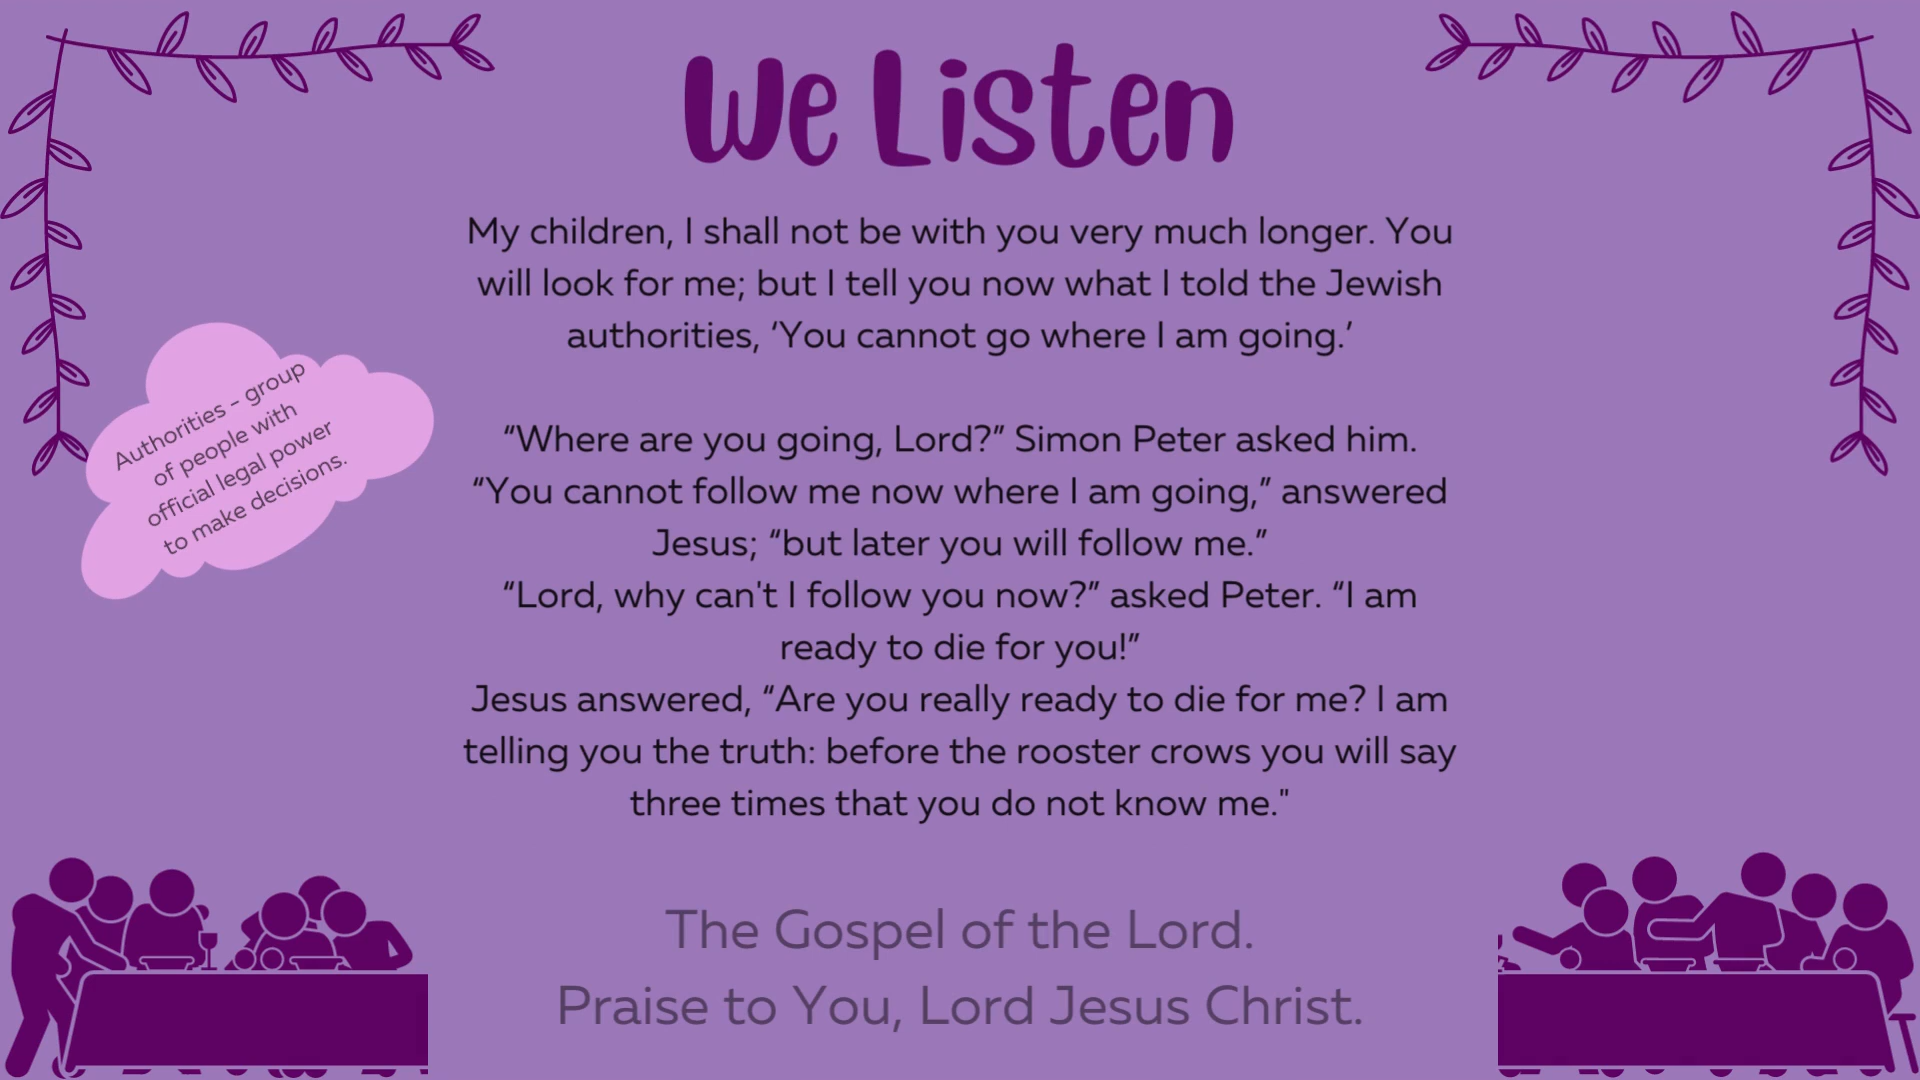 We Listen
My children, I shall not be with you very much longer. You
will look for me; but I tell you now what I told the Jewish
authorities, ‘You cannot go where I am going.’
Authorities - group
of people with
official legal power
to make decisions.
“Where are you going, Lord?” Simon Peter asked him.
“You cannot follow me now where I am going,” answered
Jesus; “but later you will follow me.”
“Lord, why can't I follow you now?” asked Peter. “I am
ready to die for you!”
Jesus answered, “Are you really ready to die for me? I am
telling you the truth: before the rooster crows you will say
three times that you do not know me."
The Gospel of the Lord.
Praise to You, Lord Jesus Christ.